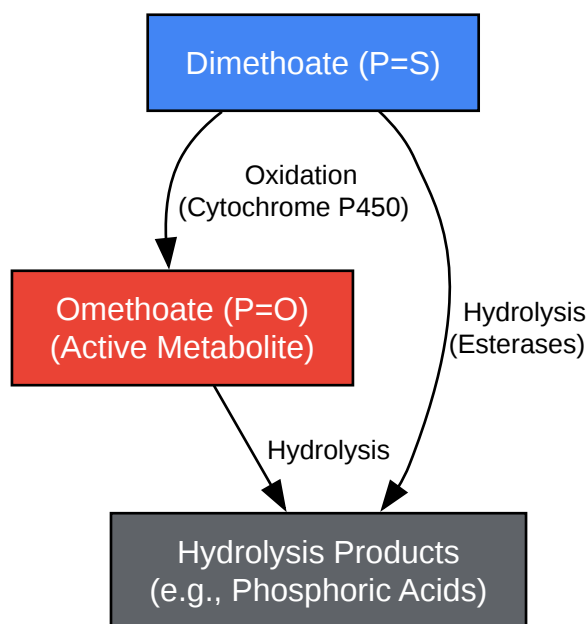 Dimethoate (P=S)
Oxidation
(Cytochrome P450)
Omethoate (P=O)
(Active Metabolite)
Hydrolysis
(Esterases)
Hydrolysis
Hydrolysis Products
(e.g., Phosphoric Acids)